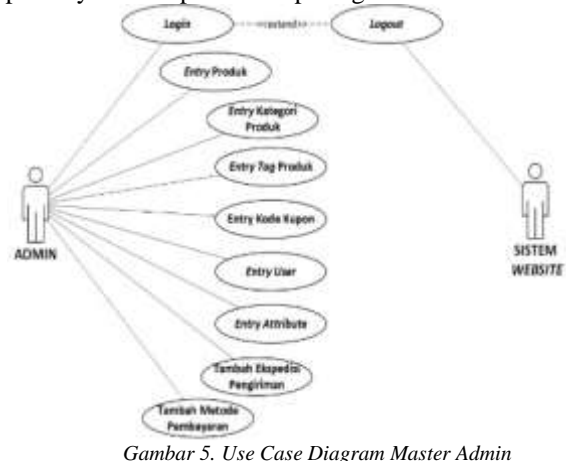 Login <<extend>> Logout
Entry Produk
Entry Kategori
Produk
Entry Tag Produk
Entry Kode Kupon
ADMIN
SISTEM
WEBSITE
Entry User
Entry Attribute
Tambah Ekspedisi
Pengiriman
Tambah Metode
Pembayaran
Gambar 5. Use Case Diagram Master Admin